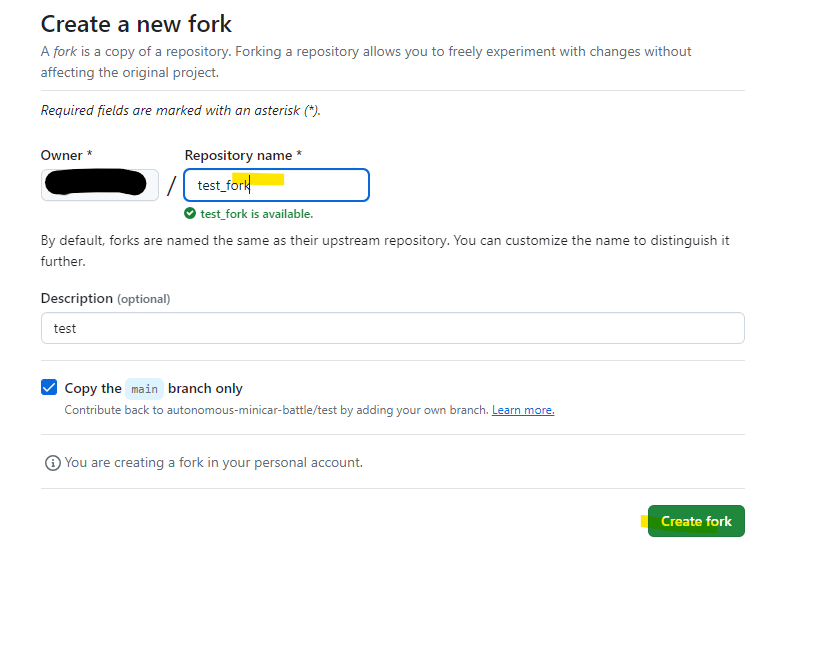 Create a new fork
A fork is a copy of a repository. Forking a repository allows you to freely experiment with changes without
affecting the original project.
Required fields are marked with an asterisk (*).
Owner *
Repository name *
/
test_fork
test_fork is available.
By default, forks are named the same as their upstream repository. You can customize the name to distinguish it
further.
Description (optional)
test
Copy the main branch only
Contribute back to autonomous-minicar-battle/test by adding your own branch. Learn more.
You are creating a fork in your personal account.
Create fork